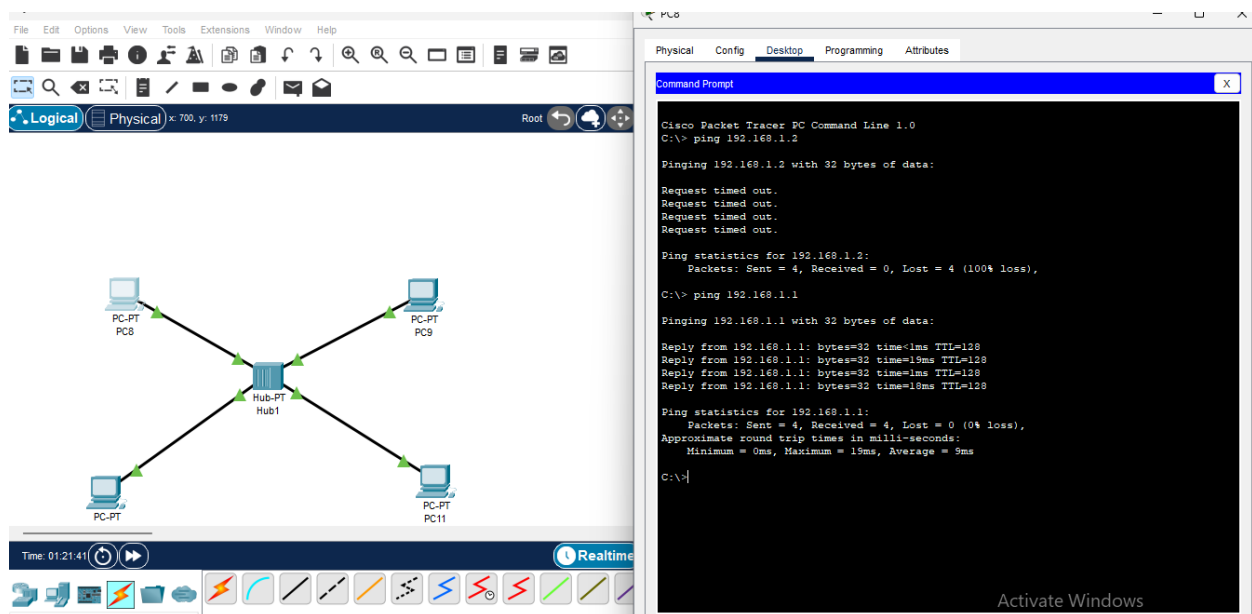 PC8
File Edit Options View Tools Extensions Window Help
Physical Config Desktop Programming Attributes
Command Prompt
X
Logical
Physical
x: 700, y: 1179
Root
Cisco Packet Tracer PC Command Line 1.0
C:\> ping 192.168.1.2
Pinging 192.168.1.2 with 32 bytes of data:
Request timed out.
Request timed out.
Request timed out.
Request timed out.
Ping statistics for 192.168.1.2:
Packets: Sent = 4, Received = 0, Lost = 4 (100% loss),
C:\> ping 192.168.1.1
Pinging 192.168.1.1 with 32 bytes of data:
Reply from 192.168.1.1: bytes=32 time<1ms TTL=128
Reply from 192.168.1.1: bytes=32 time=19ms TTL=128
Reply from 192.168.1.1: bytes=32 time=1ms TTL=128
Reply from 192.168.1.1: bytes=32 time=18ms TTL=128
Ping statistics for 192.168.1.1:
Packets: Sent = 4, Received = 4, Lost = 0 (0% loss),
Approximate round trip times in milli-seconds:
Minimum = 0ms, Maximum = 19ms, Average = 9ms
C:\>
PC-PT
PC8
PC-PT
PC9
Hub-PT
Hub1
PC-PT
PC-PT
PC11
Time: 01:21:41
Realtime
Activate Windows